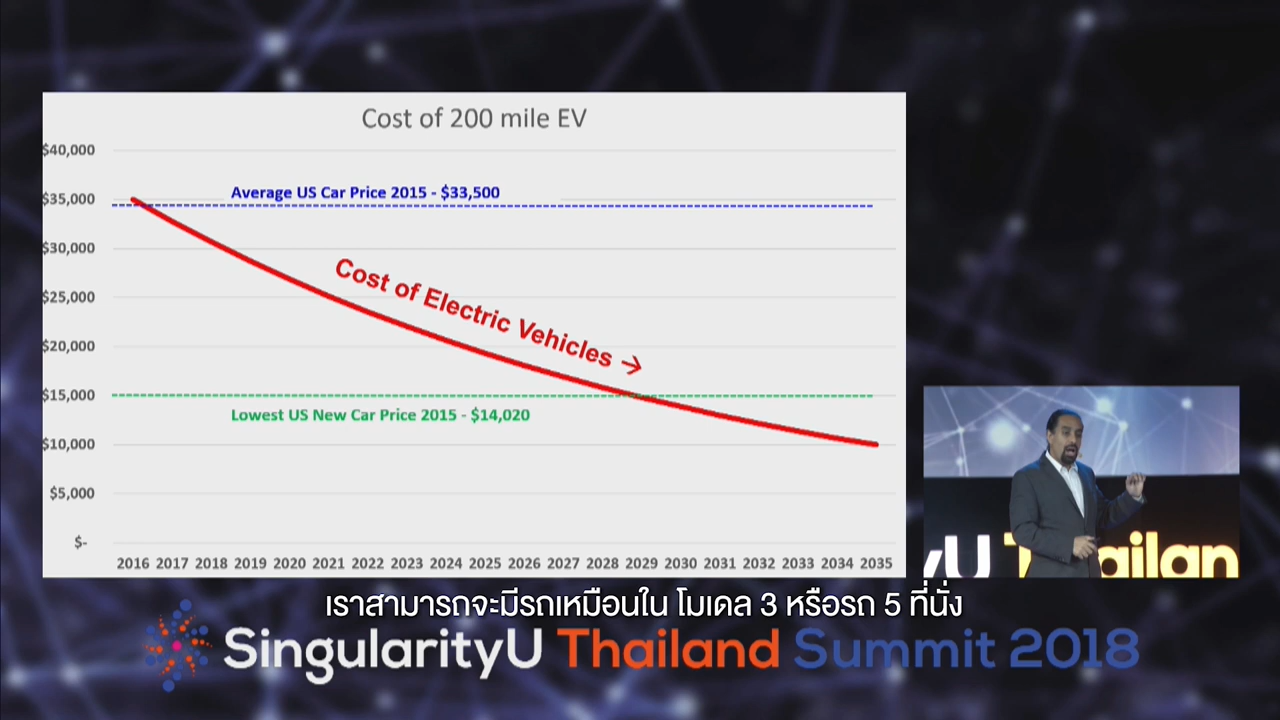 Cost of 200 mile EV
$40,000
$35,000
$30,000
$25,000
$20,000
$15,000
$10,000
$5,000
$-
Average US Car Price 2015 - $33,500
Cost of Electric Vehicles →
Lowest US New Car Price 2015 - $14,020
2016 2017 2018 2019 2020 2021 2022 2023 2024 2025 2026 2027 2028 2029 2030 2031 2032 2033 2034 2035
yU Thailan
เราสามารถจะมีรถเหมือนใน โมเดล 3 หรือรถ 5 ที่นั่ง
SingularityU Thailand Summit 2018